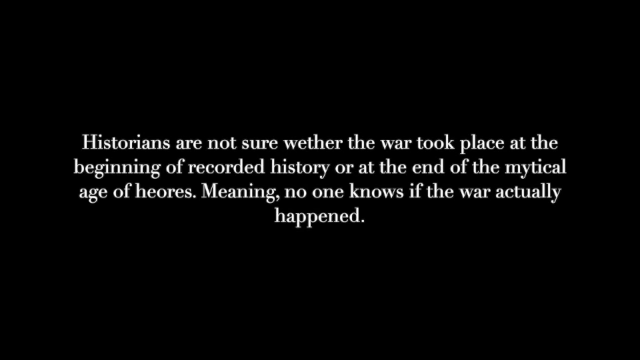 Historians are not sure wether the war took place at the
beginning of recorded history or at the end of the mytical
age of heores. Meaning, no one knows if the war actually
happened.